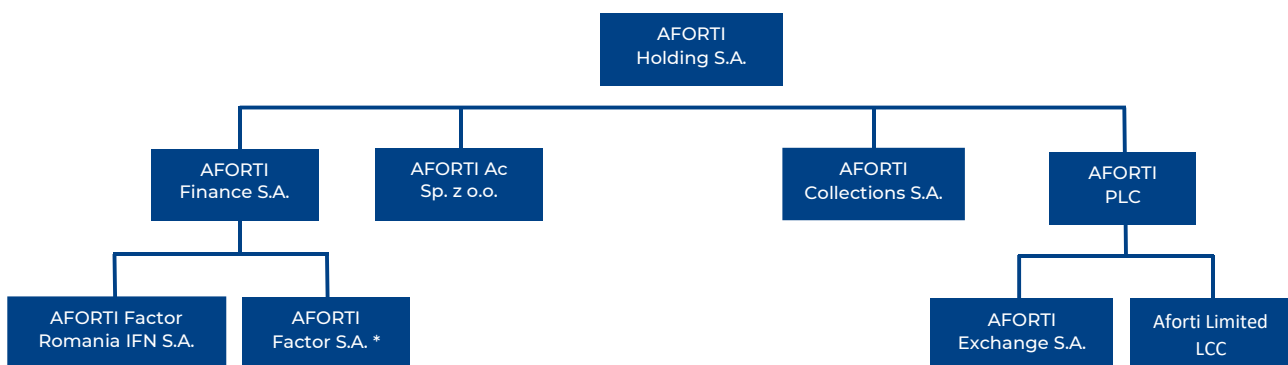 AFORTI
Holding S.A.
AFORTI
Finance S.A.
AFORTI Ac
Sp. z o.o.
AFORTI
Collections S.A.
AFORTI
PLC
AFORTI Factor
Romania IFN S.A.
AFORTI
Factor S.A. *
AFORTI
Exchange S.A.
Aforti Limited
LCC